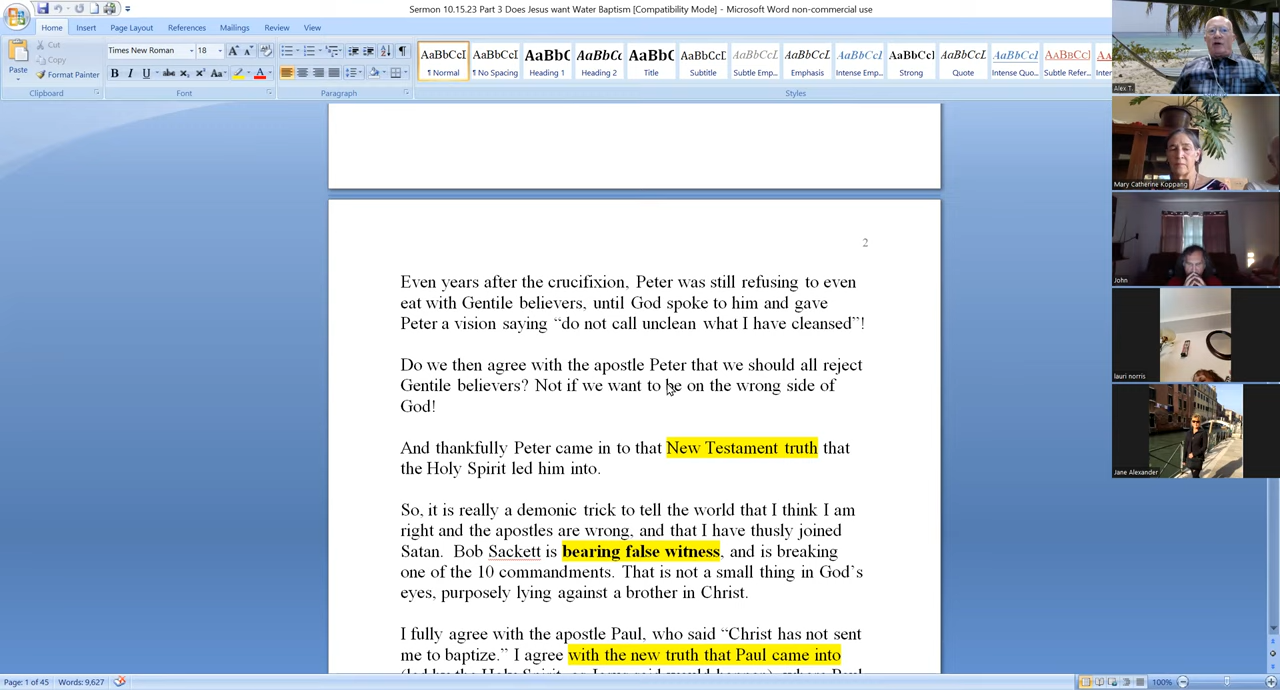 Sermon 10.15.23 Part 3 Does Jesus want Water Baptism [Compatibility Mode] - Microsoft Word non-commercial use
Home Insert Page Layout References Mailings Review View
Cut
Copy
Format Painter
Paste
Clipboard
Times New Roman 18
B I U abc x₂ x² Aa
Font
Paragraph
AaBbCcI AaBbCc AaBbC AaBbCc AaBbC AaBbCcI AaBbCcL AaBbCcL AaBbCcI AaBbCcI AaBbCcL AaBbCcI AaBbCcI
¶ Normal ¶ No Spacing Heading 1 Heading 2 Title Subtitle Subtle Emp... Emphasis Intense Emp... Strong Quote Intense Quo... Subtle Refer... Inter
Styles
2
Even years after the crucifixion, Peter was still refusing to even
eat with Gentile believers, until God spoke to him and gave
Peter a vision saying “do not call unclean what I have cleansed”!
Do we then agree with the apostle Peter that we should all reject
Gentile believers? Not if we want to be on the wrong side of
God!
And thankfully Peter came in to that New Testament truth that
the Holy Spirit led him into.
So, it is really a demonic trick to tell the world that I think I am
right and the apostles are wrong, and that I have thusly joined
Satan. Bob Sackett is bearing false witness, and is breaking
one of the 10 commandments. That is not a small thing in God’s
eyes, purposely lying against a brother in Christ.
I fully agree with the apostle Paul, who said “Christ has not sent
me to baptize.” I agree with the new truth that Paul came into
Alex T.
Mary Catherine Koppang
John
lauri norris
Jane Alexander
Page: 1 of 45 Words: 9,627
100%